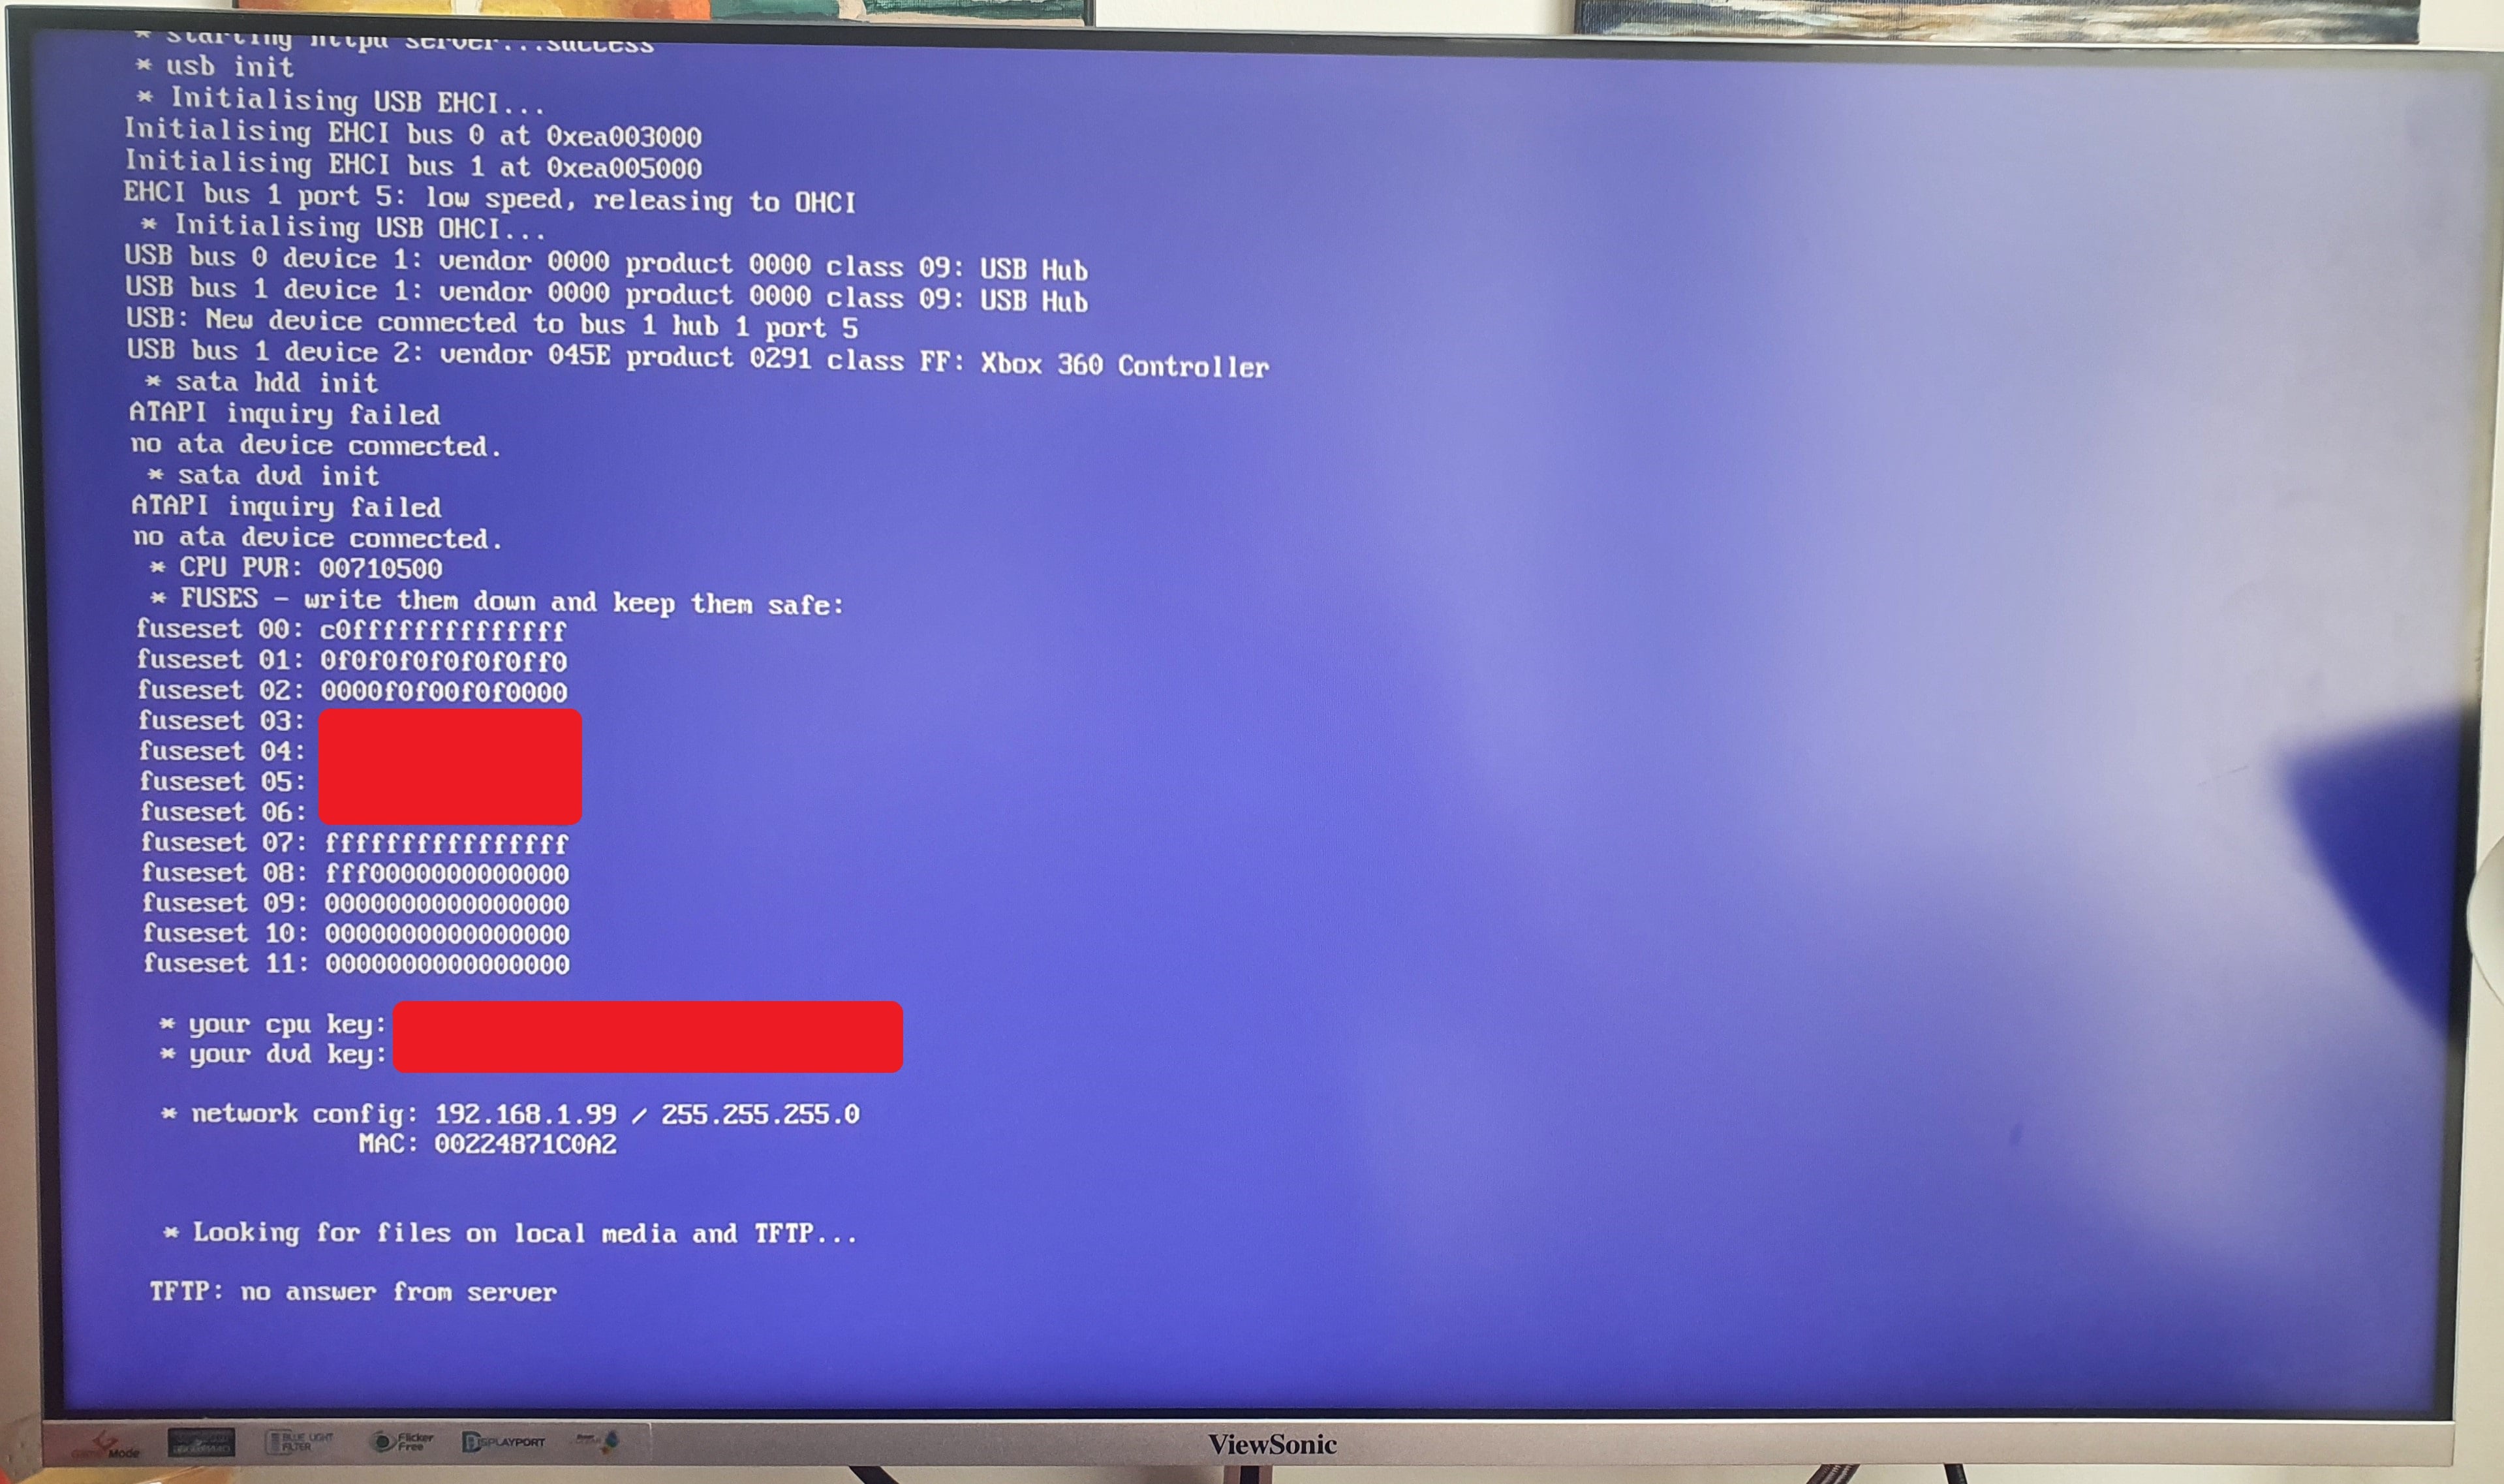 * starting httpd server...success
* usb init
* Initialising USB EHCI...
Initialising EHCI bus 0 at 0xea003000
Initialising EHCI bus 1 at 0xea005000
EHCI bus 1 port 5: low speed, releasing to OHCI
* Initialising USB OHCI...
USB bus 0 device 1: vendor 0000 product 0000 class 09: USB Hub
USB bus 1 device 1: vendor 0000 product 0000 class 09: USB Hub
USB: New device connected to bus 1 hub 1 port 5
USB bus 1 device 2: vendor 045E product 0291 class FF: Xbox 360 Controller
* sata hdd init
ATAPI inquiry failed
no ata device connected.
* sata dvd init
ATAPI inquiry failed
no ata device connected.
* CPU PVR: 00710500
* FUSES - write them down and keep them safe:
fuseset 00: c0ffffffffffffff
fuseset 01: 0f0f0f0f0f0f0ff0
fuseset 02: 0000f0f00f0f0000
fuseset 03:
fuseset 04:
fuseset 05:
fuseset 06:
fuseset 07: ffffffffffffffff
fuseset 08: fff0000000000000
fuseset 09: 0000000000000000
fuseset 10: 0000000000000000
fuseset 11: 0000000000000000
* your cpu key:
* your dvd key:
* network config: 192.168.1.99 / 255.255.255.0
MAC: 00224871C0A2
* Looking for files on local media and TFTP...
TFTP: no answer from server
GameMode
BLUE LIGHT FILTER
Flicker Free
DISPLAYPORT
ViewSonic